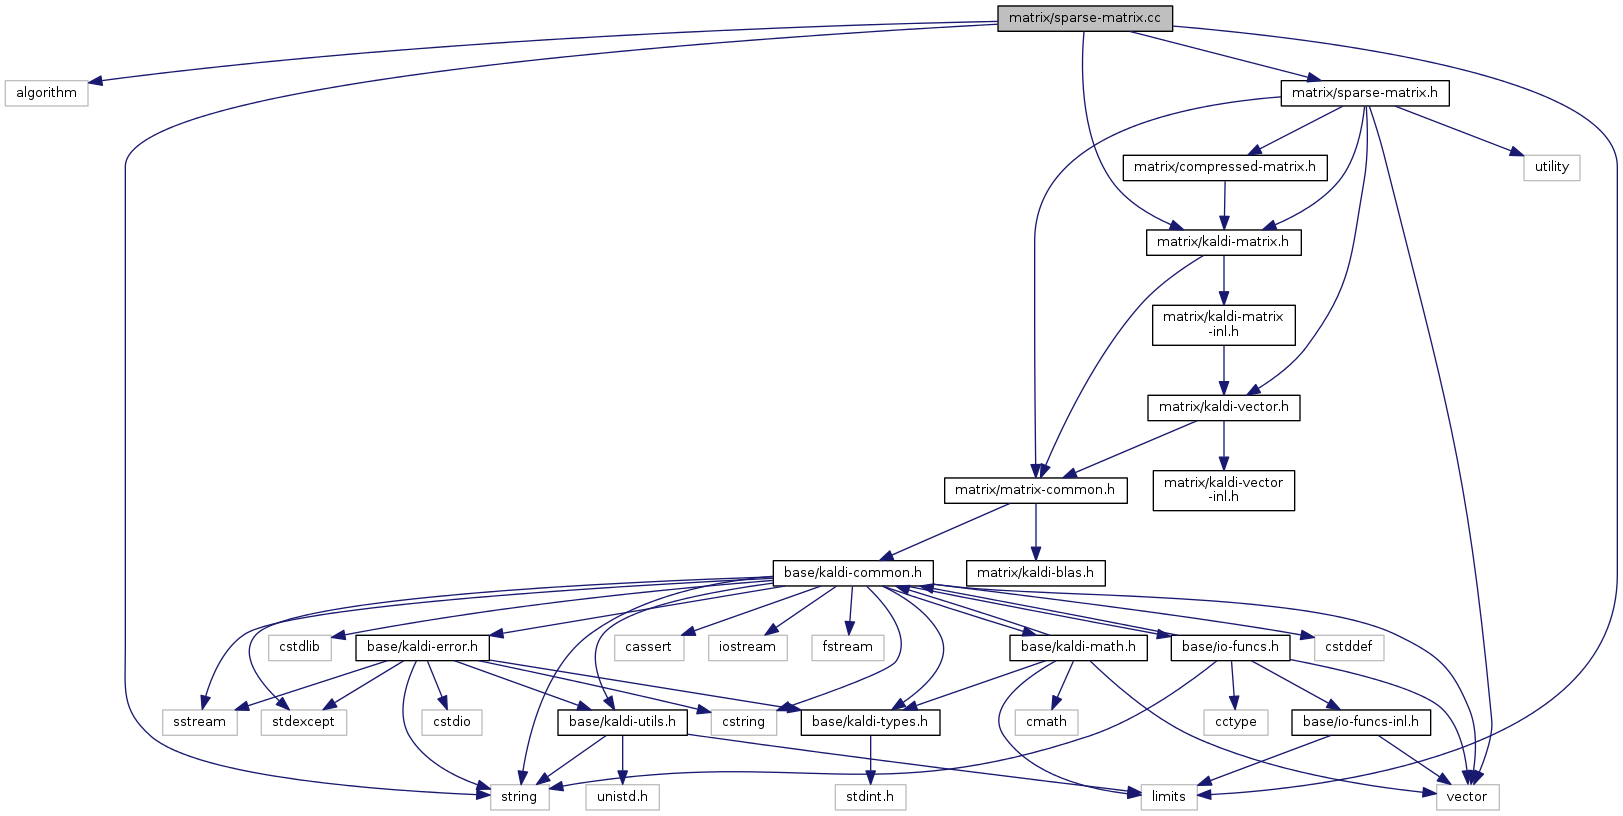 matrix/sparse-matrix.cc
algorithm
matrix/sparse-matrix.h
matrix/compressed-matrix.h
utility
matrix/kaldi-matrix.h
matrix/kaldi-matrix
-inl.h
matrix/kaldi-vector.h
matrix/matrix-common.h
matrix/kaldi-vector
-inl.h
base/kaldi-common.h
matrix/kaldi-blas.h
cstdlib
base/kaldi-error.h
cassert
iostream
fstream
base/kaldi-math.h
base/io-funcs.h
cstddef
sstream
stdexcept
cstdio
base/kaldi-utils.h
cstring
base/kaldi-types.h
cmath
cctype
base/io-funcs-inl.h
string
unistd.h
stdint.h
limits
vector